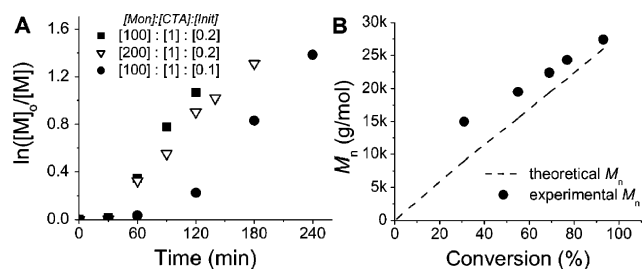 A
[Mon]:[CTA]:[Init]
[100] : [1] : [0.2]
[200] : [1] : [0.2]
[100] : [1] : [0.1]
ln([M]o/[M])
1.6
1.2
0.8
0.4
0.0
0 60 120 180 240
Time (min)
B
Mn (g/mol)
30k
25k
20k
15k
10k
5k
0
theoretical Mn
experimental Mn
0 20 40 60 80 100
Conversion (%)